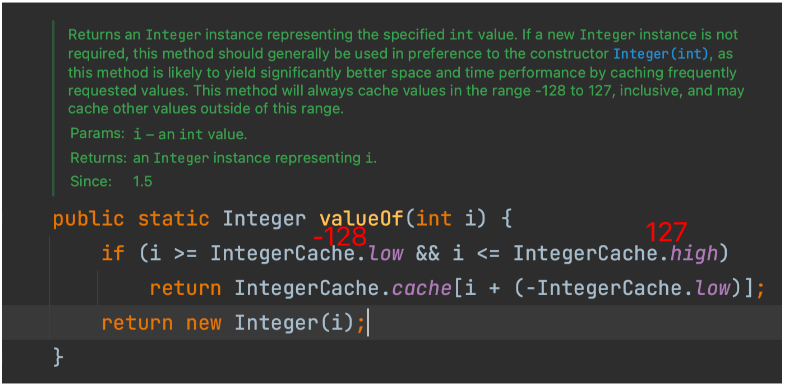 Returns an Integer instance representing the specified int value. If a new Integer instance is not
required, this method should generally be used in preference to the constructor Integer(int), as
this method is likely to yield significantly better space and time performance by caching frequently
requested values. This method will always cache values in the range -128 to 127, inclusive, and may
cache other values outside of this range.
Params: i – an int value.
Returns: an Integer instance representing i.
Since: 1.5
public static Integer valueOf(int i) {
-128 127
if (i >= IntegerCache.low && i <= IntegerCache.high)
return IntegerCache.cache[i + (-IntegerCache.low)];
return new Integer(i);
}